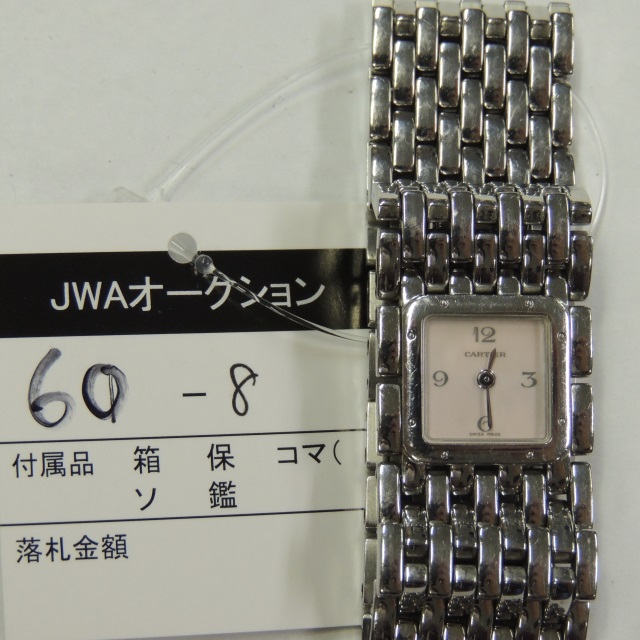 JWAオークション
60 - 8
付属品 箱 保 コマ(
ソ 鑑
落札金額
12
CARTIER
9 3
6
SWISS MADE